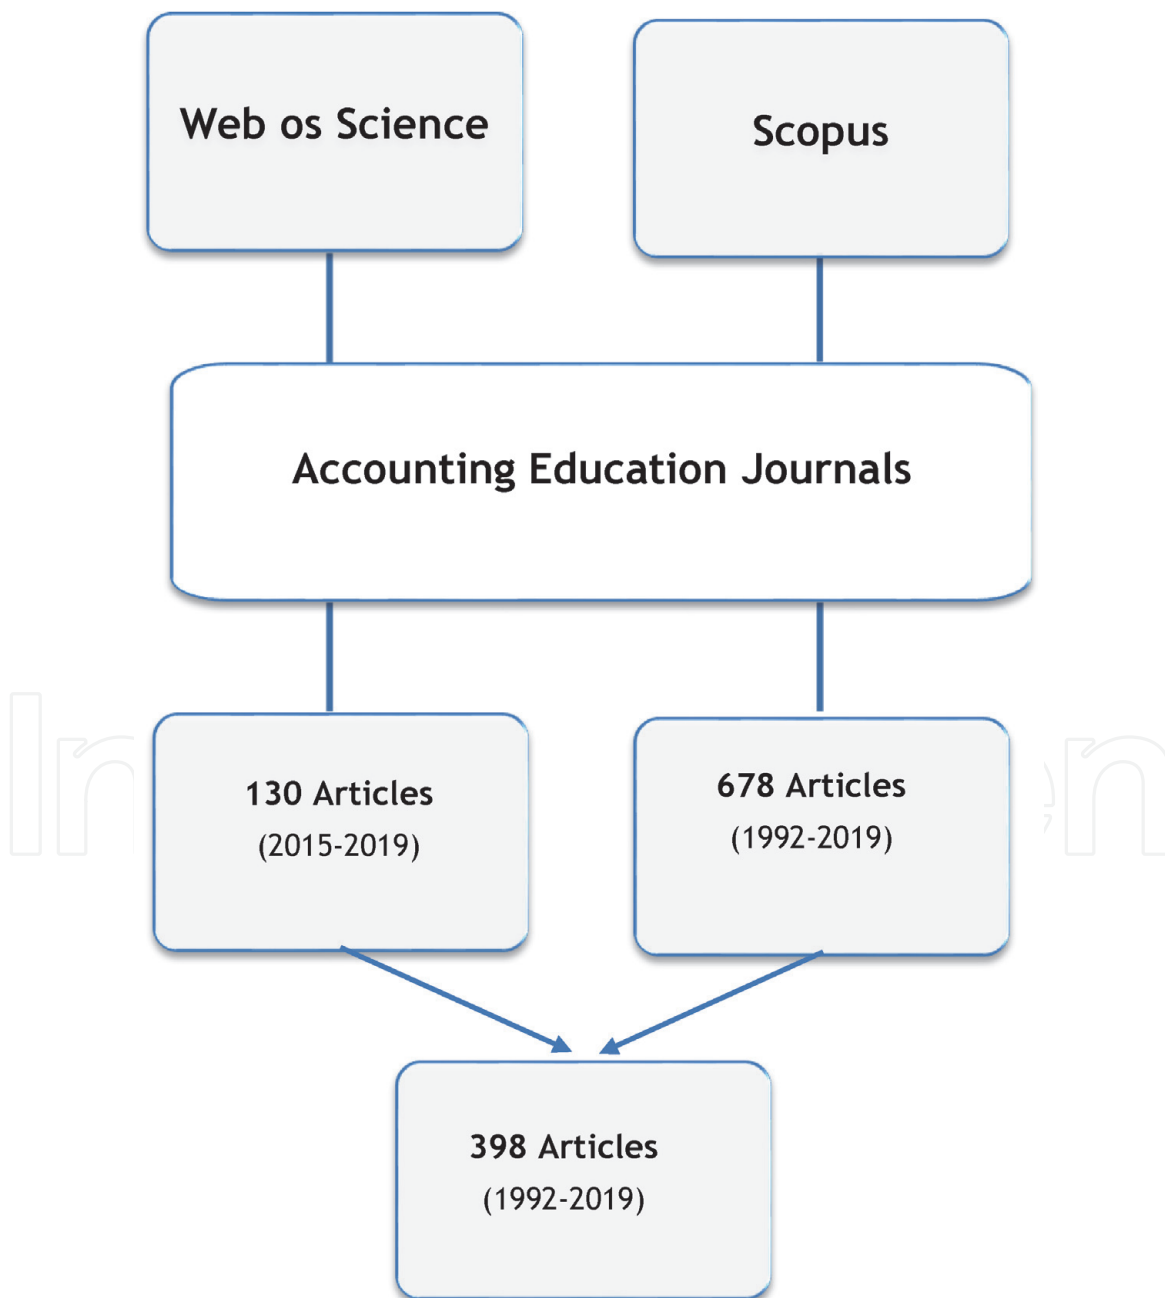 Web os Science
Scopus
Accounting Education Journals
130 Articles
(2015-2019)
678 Articles
(1992-2019)
398 Articles
(1992-2019)